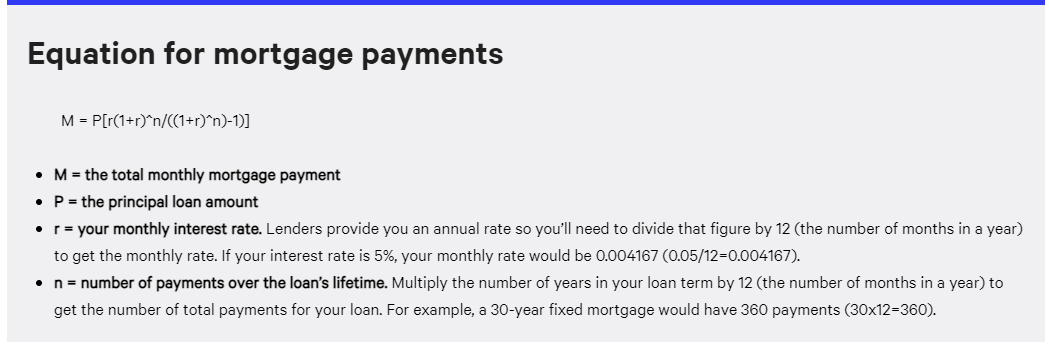 Equation for mortgage payments
M = P[r(1+r)^n/((1+r)^n)-1)]
• M = the total monthly mortgage payment
• P = the principal loan amount
• r = your monthly interest rate. Lenders provide you an annual rate so you’ll need to divide that figure by 12 (the number of months in a year)
to get the monthly rate. If your interest rate is 5%, your monthly rate would be 0.004167 (0.05/12=0.004167).
• n = number of payments over the loan’s lifetime. Multiply the number of years in your loan term by 12 (the number of months in a year) to
get the number of total payments for your loan. For example, a 30-year fixed mortgage would have 360 payments (30x12=360).